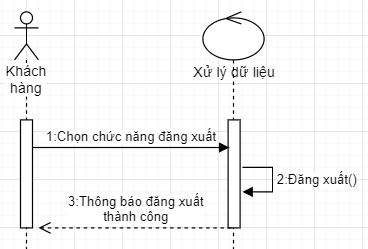 Khách
hàng
Xử lý dữ liệu
1:Chọn chức năng đăng xuất
2:Đăng xuất()
3:Thông báo đăng xuất
thành công